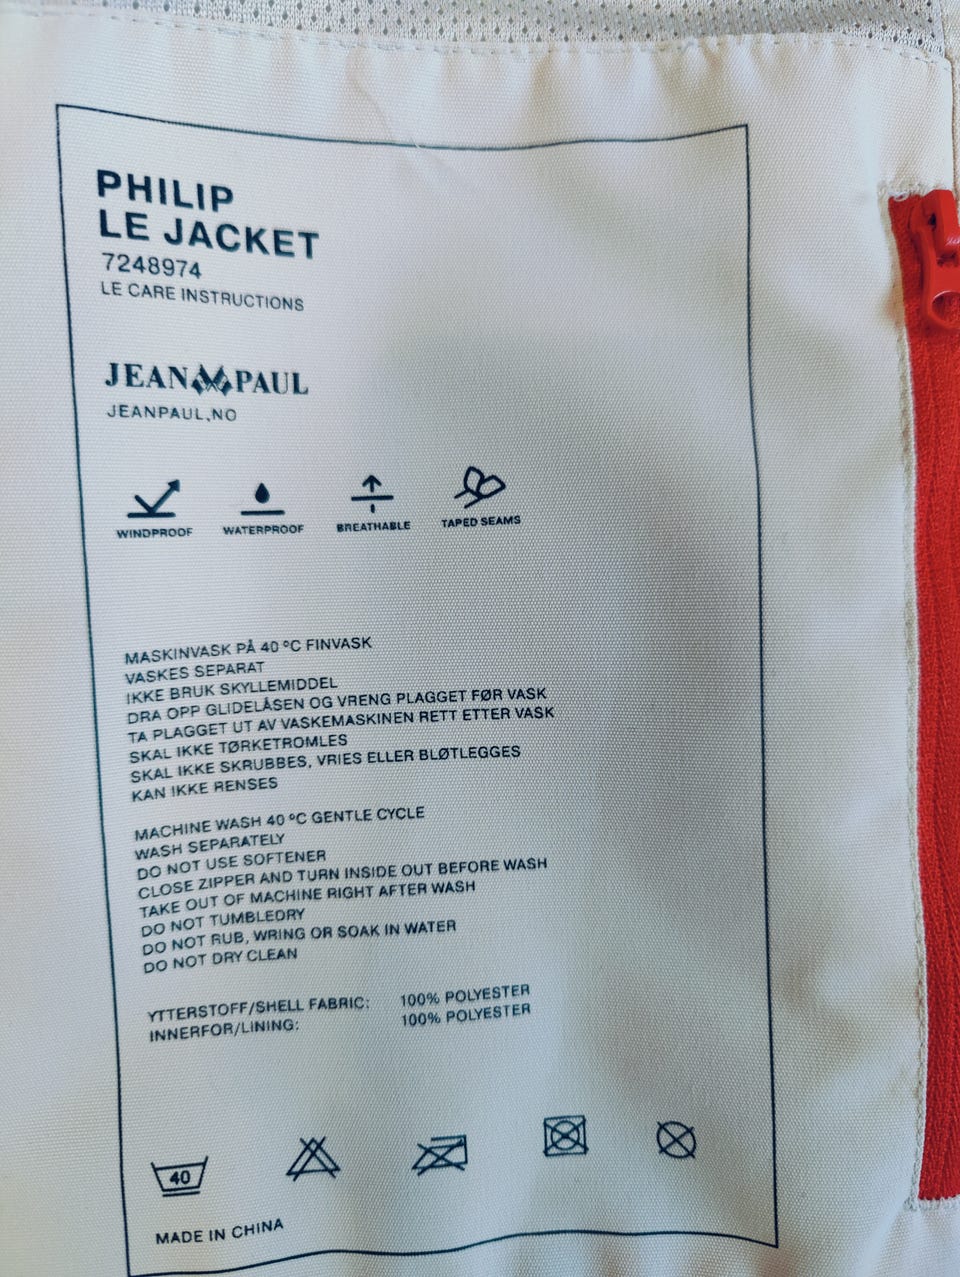 PHILIP
LE JACKET
7248974
LE CARE INSTRUCTIONS
JEAN PAUL
JEANPAUL.NO
WINDPROOF WATERPROOF BREATHABLE TAPED SEAMS
MASKINVASK PÅ 40 ºC FINVASK
VASKES SEPARAT
IKKE BRUK SKYLLEMIDDEL
DRA OPP GLIDELÅSEN OG VRENG PLAGGET FØR VASK
TA PLAGGET UT AV VASKEMASKINEN RETT ETTER VASK
SKAL IKKE TØRKETROMLES
SKAL IKKE SKRUBBES, VRIES ELLER BLØTLEGGES
KAN IKKE RENSES
MACHINE WASH 40 ºC GENTLE CYCLE
WASH SEPARATELY
DO NOT USE SOFTENER
CLOSE ZIPPER AND TURN INSIDE OUT BEFORE WASH
TAKE OUT OF MACHINE RIGHT AFTER WASH
DO NOT TUMBLEDRY
DO NOT RUB, WRING OR SOAK IN WATER
DO NOT DRY CLEAN
YTTERSTOFF/SHELL FABRIC: 100% POLYESTER
INNERFOR/LINING: 100% POLYESTER
40
MADE IN CHINA